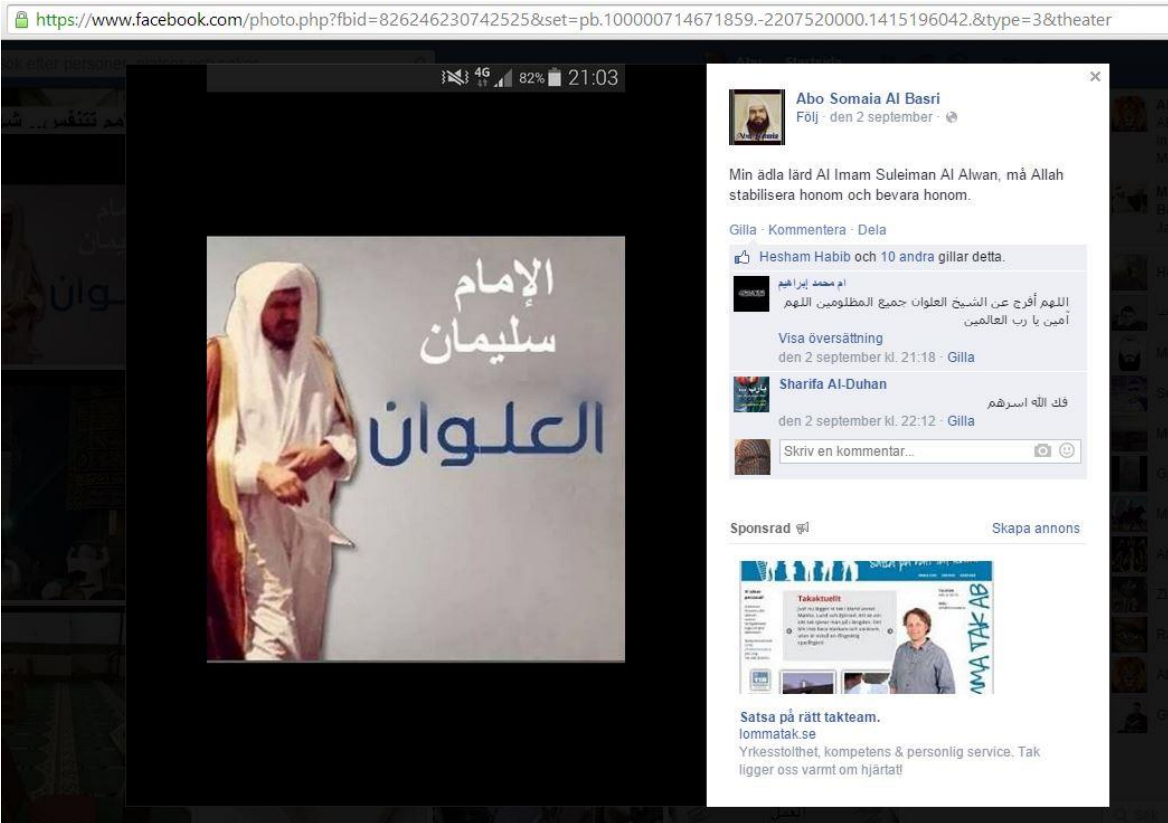 https://www.facebook.com/photo.php?fbid=826246230742525&set=pb.100000714671859.-2207520000.1415196042.&type=3&theater
4G 82% 21:03
الإمام
سليمان
العلوان
Abo Somaia Al Basri
Följ · den 2 september ·
Min ädla lärd Al Imam Suleiman Al Alwan, må Allah
stabilisera honom och bevara honom.
Gilla · Kommentera · Dela
Hesham Habib och 10 andra gillar detta.
ام محمد إبراهيم
اللهم أفرج عن الشيخ العلوان جميع المظلومين اللهم
آمين يا رب العالمين
Visa översättning
den 2 september kl. 21:18 · Gilla
Sharifa Al-Duhan
فك الله اسرهم
den 2 september kl. 22:12 · Gilla
Skriv en kommentar...
Sponsrad
Skapa annons
Takaktuellt
Satsa på rätt takteam.
lommatak.se
Yrkesstolthet, kompetens & personlig service. Tak
ligger oss varmt om hjärtat!